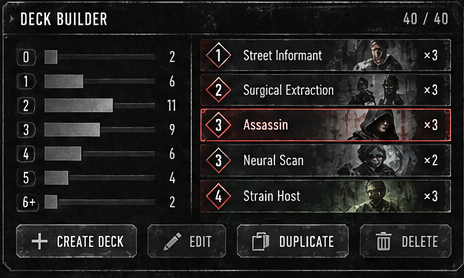 DECK BUILDER
40 / 40
0 2
1 6
2 11
3 9
4 6
5 4
6+ 2
1 Street Informant ×3
2 Surgical Extraction ×3
3 Assassin ×3
3 Neural Scan ×2
4 Strain Host ×3
CREATE DECK
EDIT
DUPLICATE
DELETE